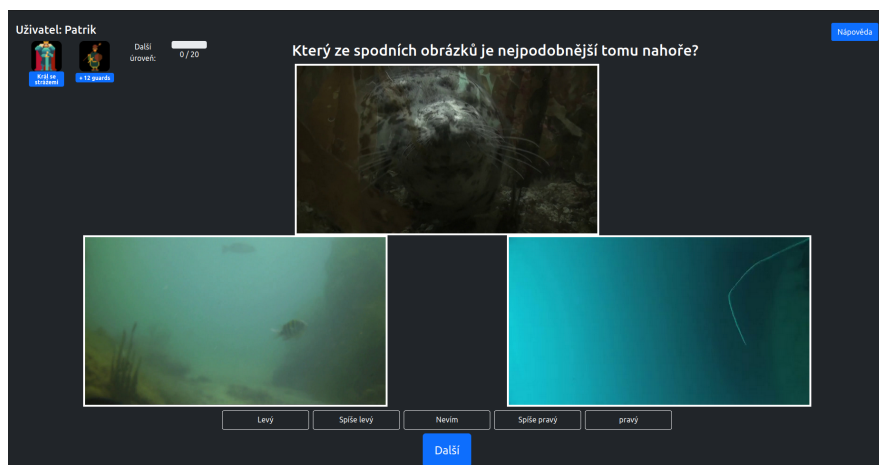 Uživatel: Patrik
Nápověda
Další
úroveň:
0 / 20
Král se
strážemi
+ 12 guards
Který ze spodních obrázků je nejpodobnější tomu nahoře?
Levý
Spíše levý
Nevím
Spíše pravý
pravý
Další